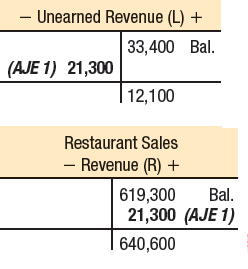 − Unearned Revenue (L) +
33,400 Bal.
(AJE 1) 21,300
12,100
Restaurant Sales
− Revenue (R) +
619,300 Bal.
21,300 (AJE 1)
640,600